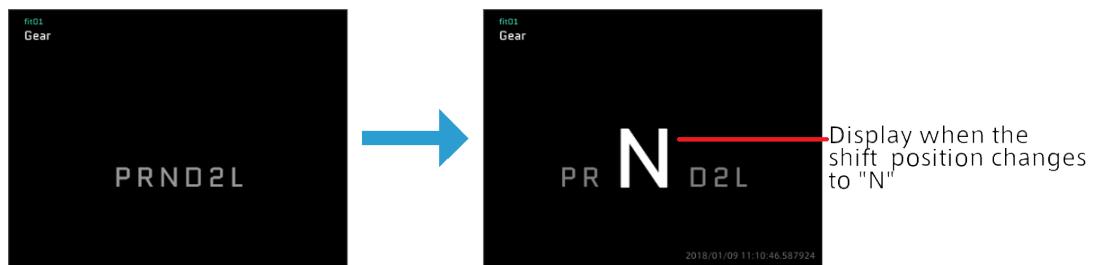 fit01
Gear
PRND2L
fit01
Gear
PR N D2L
2018/01/09 11:10:46.587924
Display when the
shift position changes
to "N"